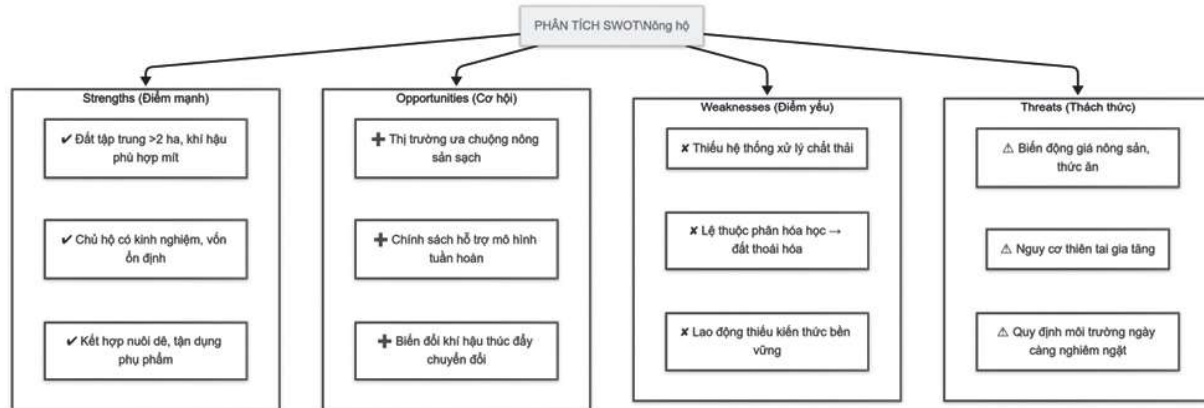 PHÂN TÍCH SWOT\Nông hộ
Strengths (Điểm mạnh)
✔ Đất tập trung >2 ha, khí hậu
phù hợp mít
✔ Chủ hộ có kinh nghiệm, vốn
ổn định
✔ Kết hợp nuôi dê, tận dụng
phụ phẩm
Opportunities (Cơ hội)
➕ Thị trường ưa chuộng nông
sản sạch
➕ Chính sách hỗ trợ mô hình
tuần hoàn
➕ Biến đổi khí hậu thúc đẩy
chuyển đổi
Weaknesses (Điểm yếu)
✘ Thiếu hệ thống xử lý chất thải
✘ Lệ thuộc phân hóa học →
đất thoái hóa
✘ Lao động thiếu kiến thức bền
vững
Threats (Thách thức)
⚠ Biến động giá nông sản,
thức ăn
⚠ Nguy cơ thiên tai gia tăng
⚠ Quy định môi trường ngày
càng nghiêm ngặt